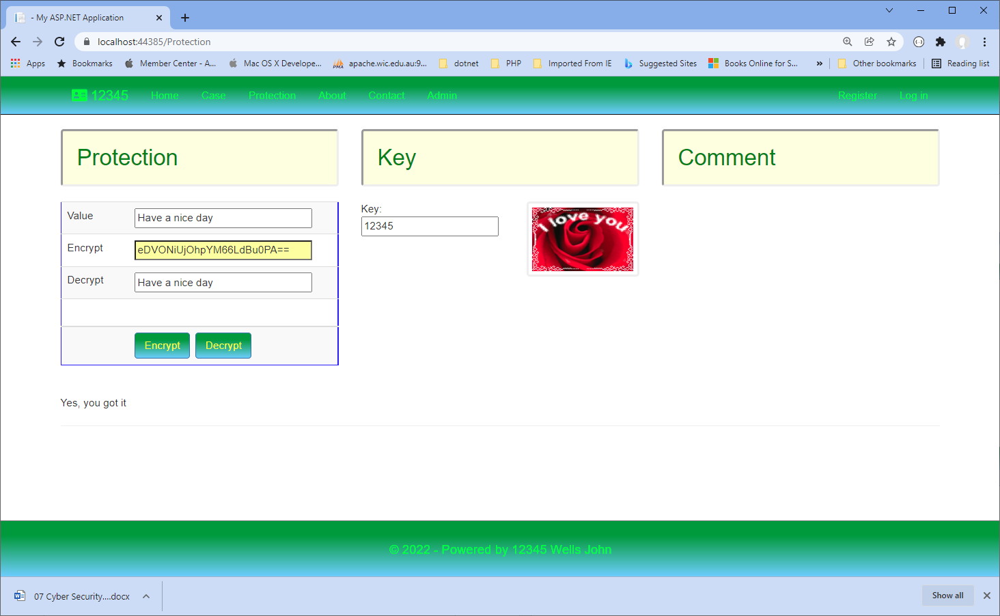 - My ASP.NET Application
localhost:44385/Protection
Apps Bookmarks Member Center - A... Mac OS X Develope... apache.wic.edu.au:9... dotnet PHP Imported From IE Suggested Sites Books Online for S... » Other bookmarks Reading list
12345 Home Case Protection About Contact Admin Register Log in
Protection
Key
Comment
Value Have a nice day
Encrypt eDVONiUjOhpYM66LdBu0PA==
Decrypt Have a nice day
Encrypt Decrypt
Key:
12345
I love you
Yes, you got it
© 2022 - Powered by 12345 Wells John
07 Cyber Security....docx Show all